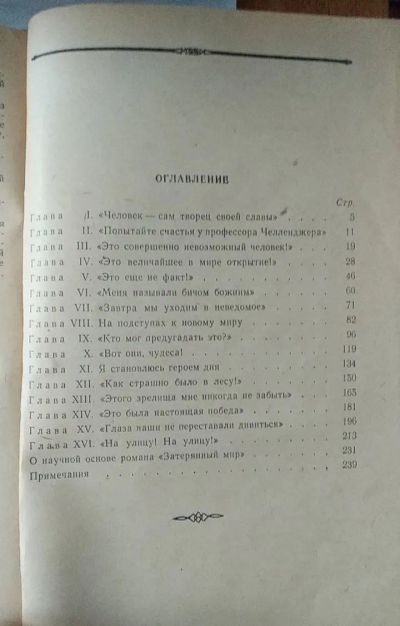 ОГЛАВЛЕНИЕ
Стр.
Глава I. «Человек — сам творец своей славы» . . . . 5
Глава II. «Попытайте счастья у профессора Челленджера» 11
Глава III. «Это совершенно невозможный человек!» . . . 19
Глава IV. «Это величайшее в мире открытие!» . . . . 28
Глава V. «Это еще не факт!» . . . . . . . . 46
Глава VI. «Меня называли бичом божиим» . . . . . 60
Глава VII. «Завтра мы уходим в неведомое» . . . . 71
Глава VIII. На подступах к новому миру . . . . . 82
Глава IX. «Кто мог предугадать это?» . . . . . . 96
Глава X. «Вот они, чудеса! . . . . . . . . 119
Глава XI. Я становлюсь героем дня . . . . . . 134
Глава XII. «Как страшно было в лесу!» . . . . . 150
Глава XIII. «Этого зрелища мне никогда не забыть» . . 165
Глава XIV. «Это была настоящая победа» . . . . . 181
Глава XV. «Глаза наши не переставали дивиться» . . . 196
Глава XVI. «На улицу! На улицу!» . . . . . . 213
О научной основе романа «Затерянный мир» . . . . . 231
Примечания . . . . . . . . . . . 239